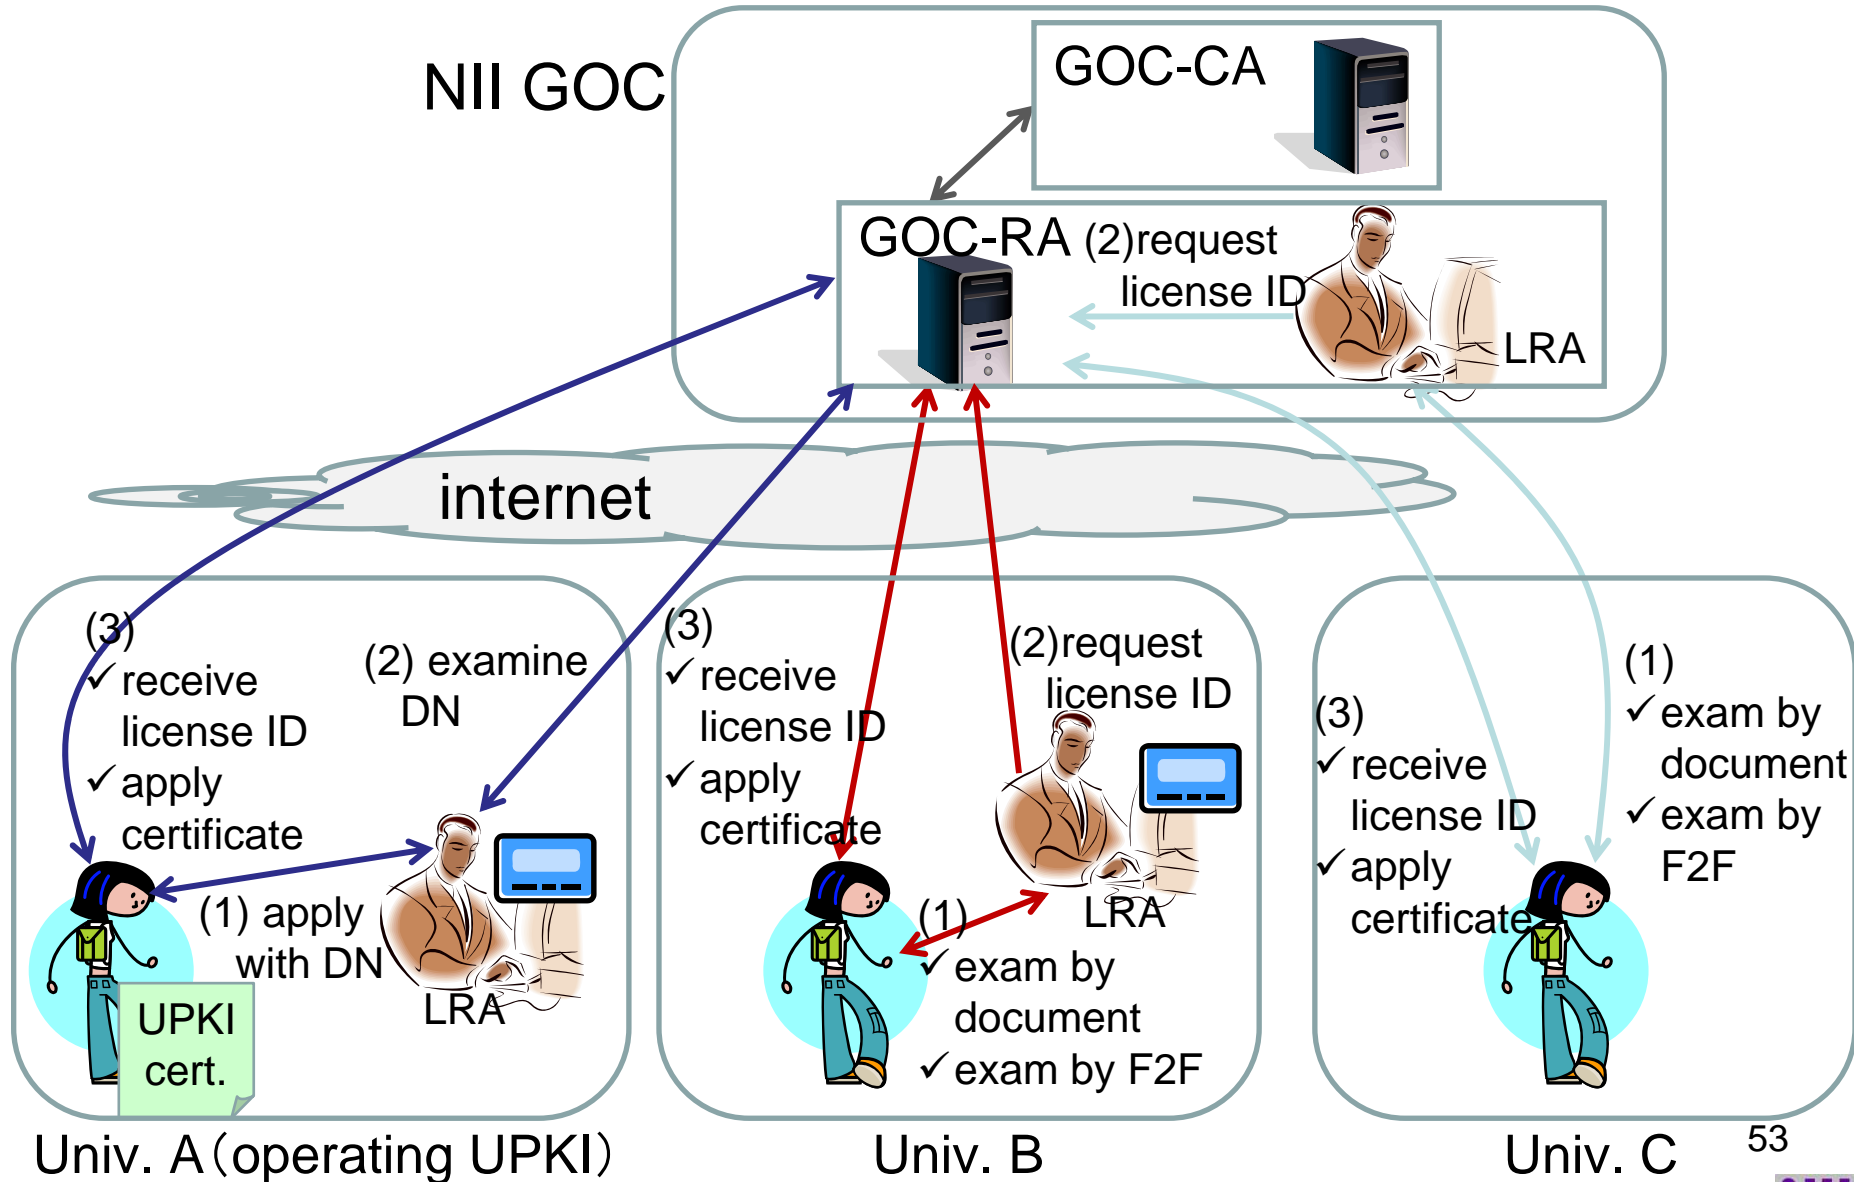 NII GOC
GOC-CA
GOC-RA
(2)request
license ID
LRA
internet
(3)
✓receive
license ID
✓apply
certificate
(2) examine
DN
(1) apply
with DN
LRA
UPKI
cert.
Univ. A（operating UPKI）
(3)
✓receive
license ID
✓apply
certificate
(2)request
license ID
LRA
(1)
✓exam by
document
✓exam by F2F
Univ. B
(3)
✓receive
license ID
✓apply
certificate
(1)
✓exam by
document
✓exam by
F2F
Univ. C
53